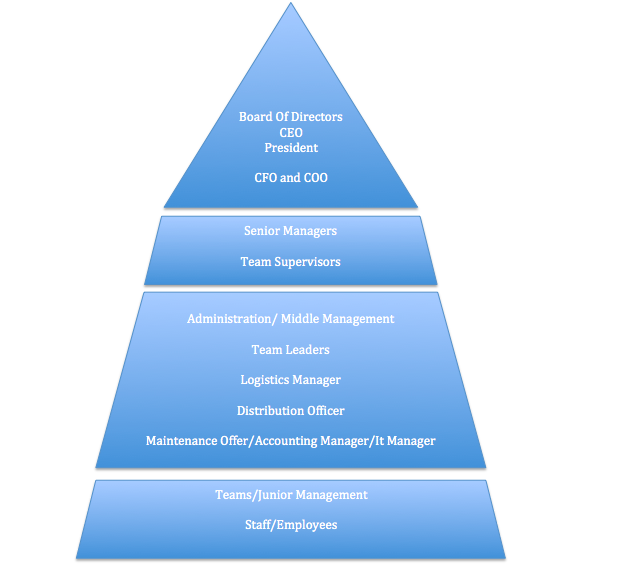 Board Of Directors
CEO
President
CFO and COO
Senior Managers
Team Supervisors
Administration/ Middle Management
Team Leaders
Logistics Manager
Distribution Officer
Maintenance Offer/Accounting Manager/It Manager
Teams/Junior Management
Staff/Employees